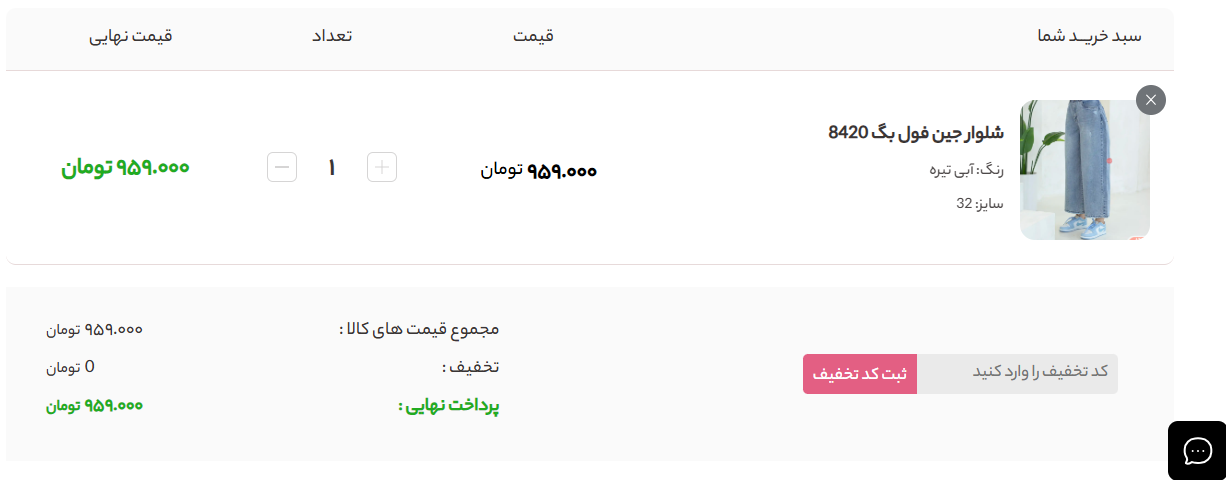 سبد خریـد شما قیمت تعداد قیمت نهایی
شلوار جین فول بگ 8420
رنگ: آبی تیره
سایز: 32
۹۵۹.۰۰۰ تومان ۱ ۹۵۹.۰۰۰ تومان
کد تخفیف را وارد کنید ثبت کد تخفیف
مجموع قیمت های کالا : ۹۵۹.۰۰۰ تومان
تخفیف : 0 تومان
پرداخت نهایی : ۹۵۹.۰۰۰ تومان